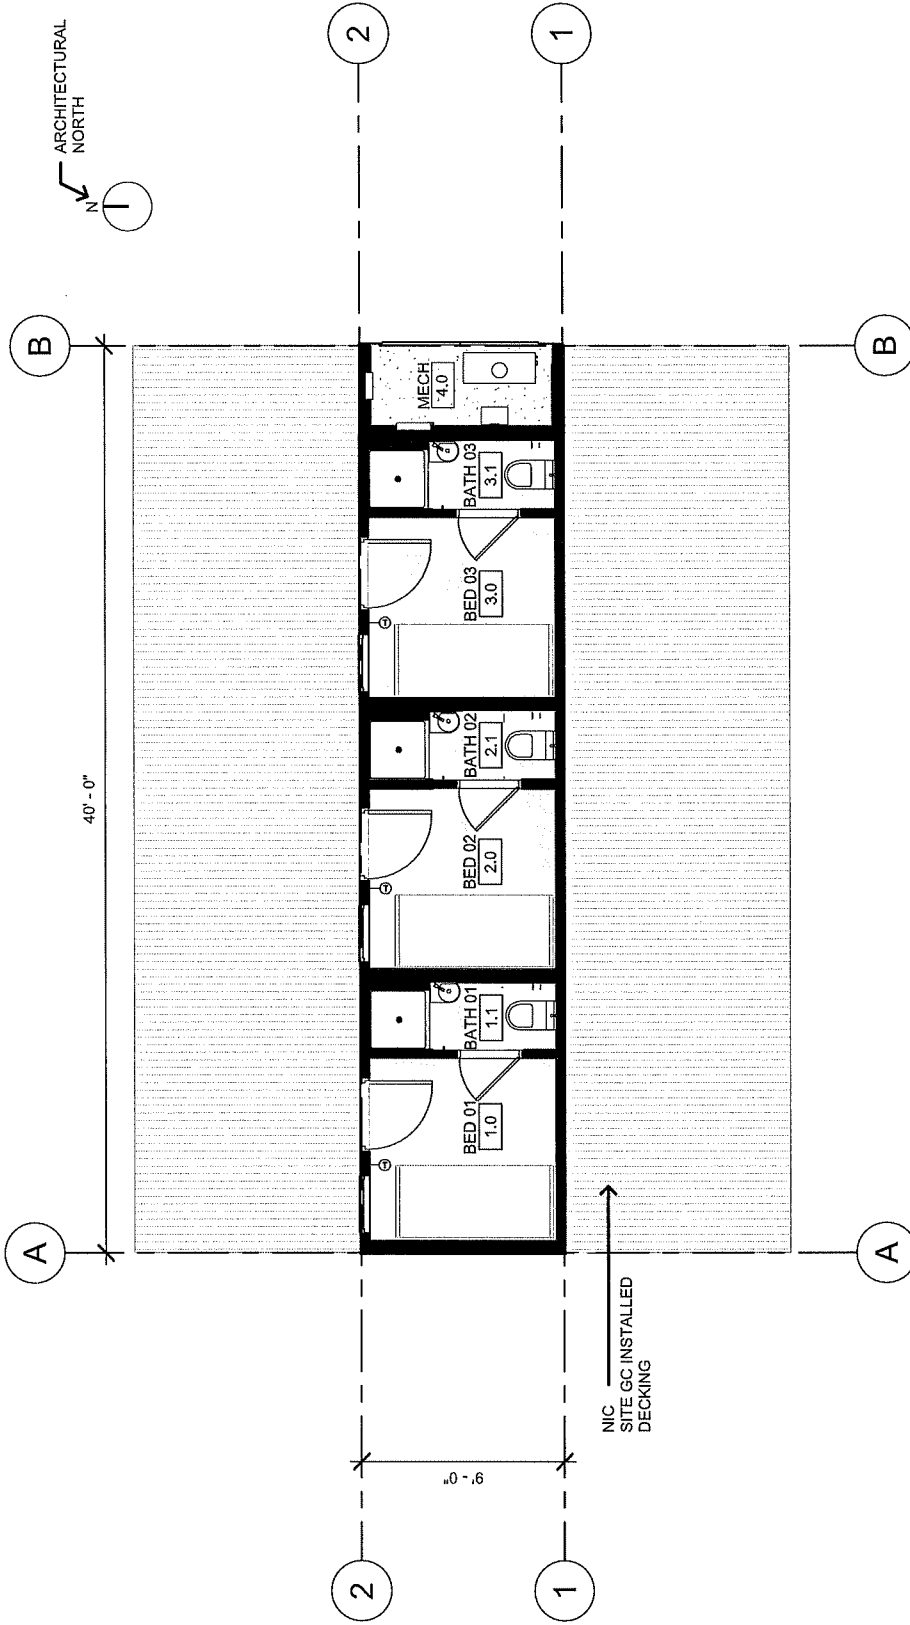 ARCHITECTURAL
NORTH
N
2
1
B
B
MECH
4.0
BATH 03
3.1
BED 03
3.0
T
BATH 02
2.1
BED 02
2.0
T
BATH 01
1.1
BED 01
1.0
T
40' - 0"
A
A
NIC
SITE GC INSTALLED
DECKING
9' - 0"
2
1